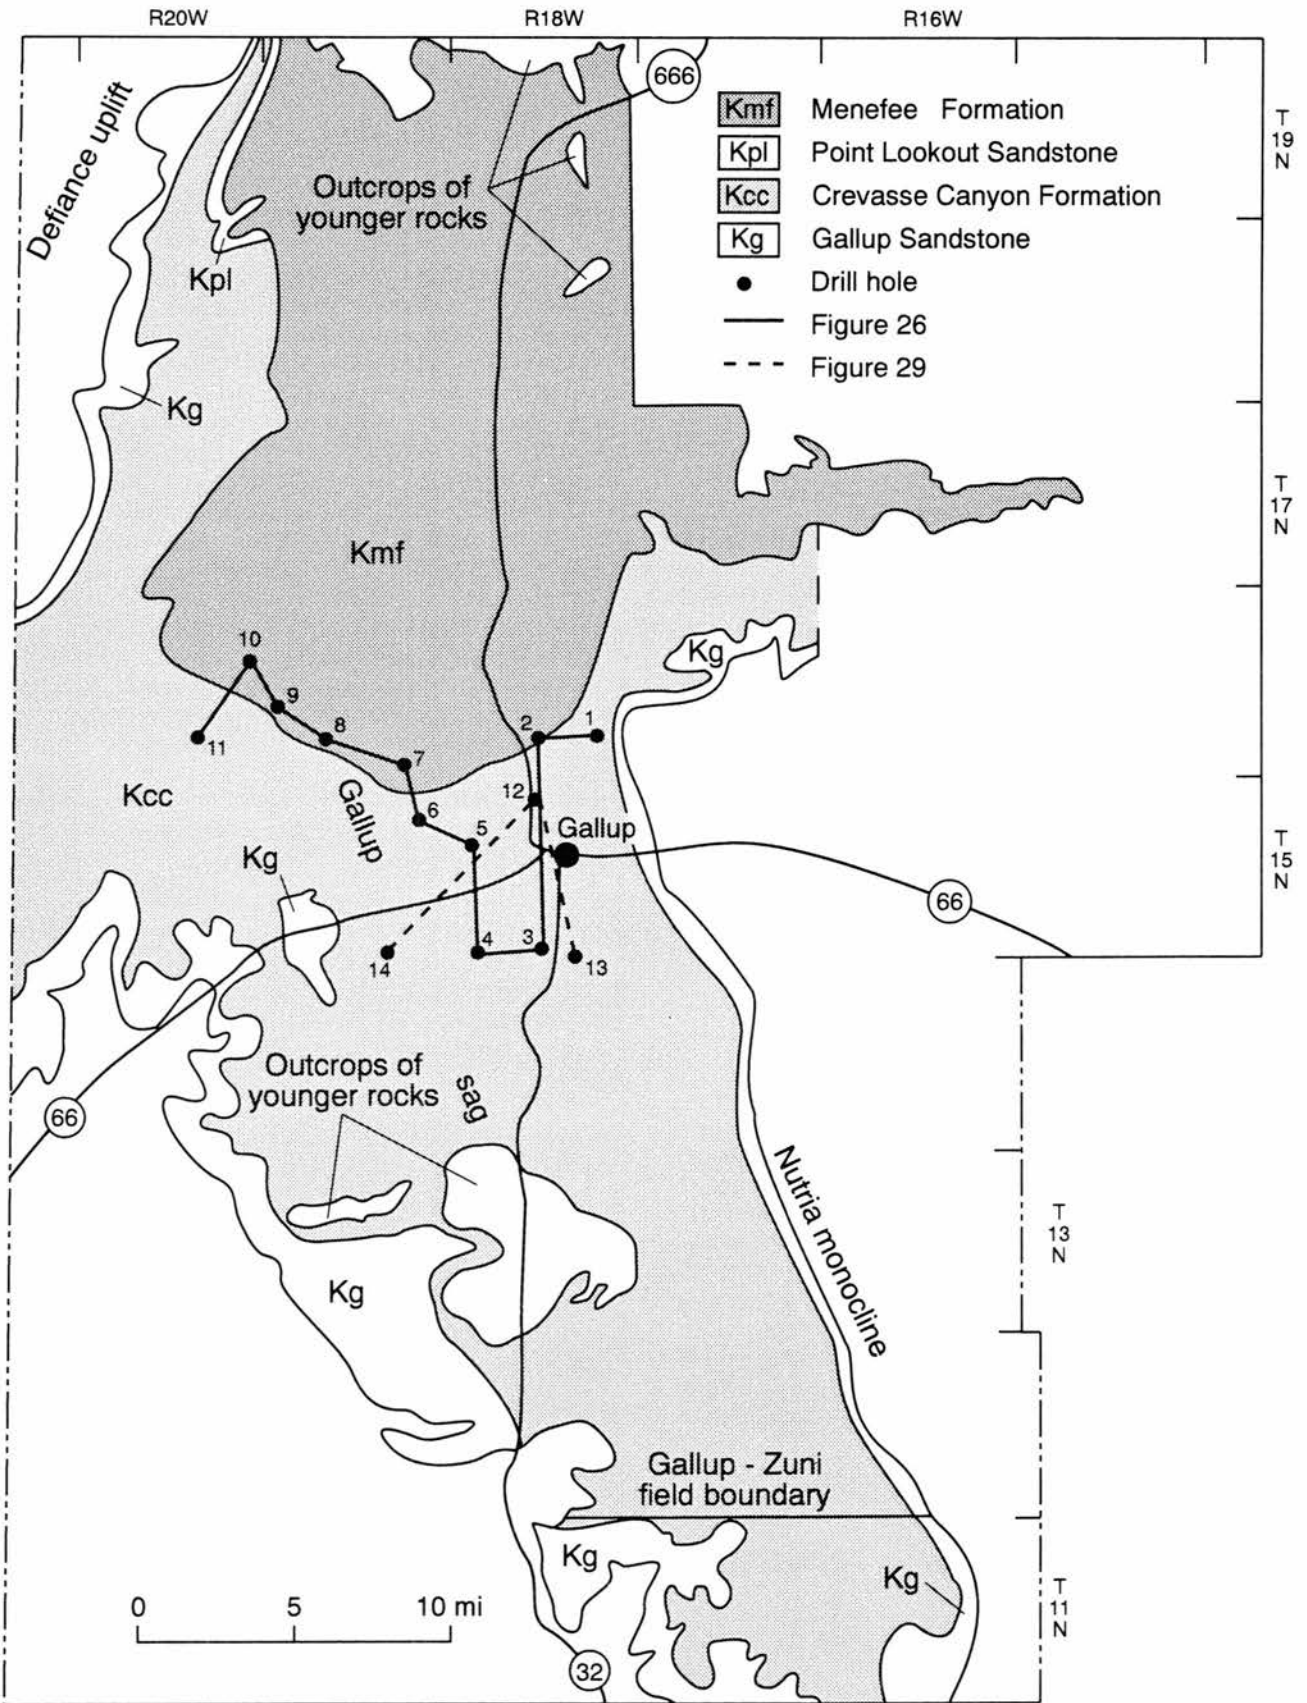 R20W
R18W
R16W
666
Defiance uplift
Kmf Menefee Formation
Kpl Point Lookout Sandstone
Kcc Crevasse Canyon Formation
Kg Gallup Sandstone
Drill hole
Figure 26
Figure 29
T
19
N
Outcrops of
younger rocks
Kpl
Kg
T
17
N
Kmf
10
Kg
9
8
2
1
11
7
Kcc
Gallup
12
6
5
Gallup
T
15
N
Kg
66
4
3
14
13
Outcrops of
younger rocks
sag
66
Nutria monocline
T
13
N
Kg
Gallup - Zuni
field boundary
Kg
Kg
T
11
N
0 5 10 mi
32